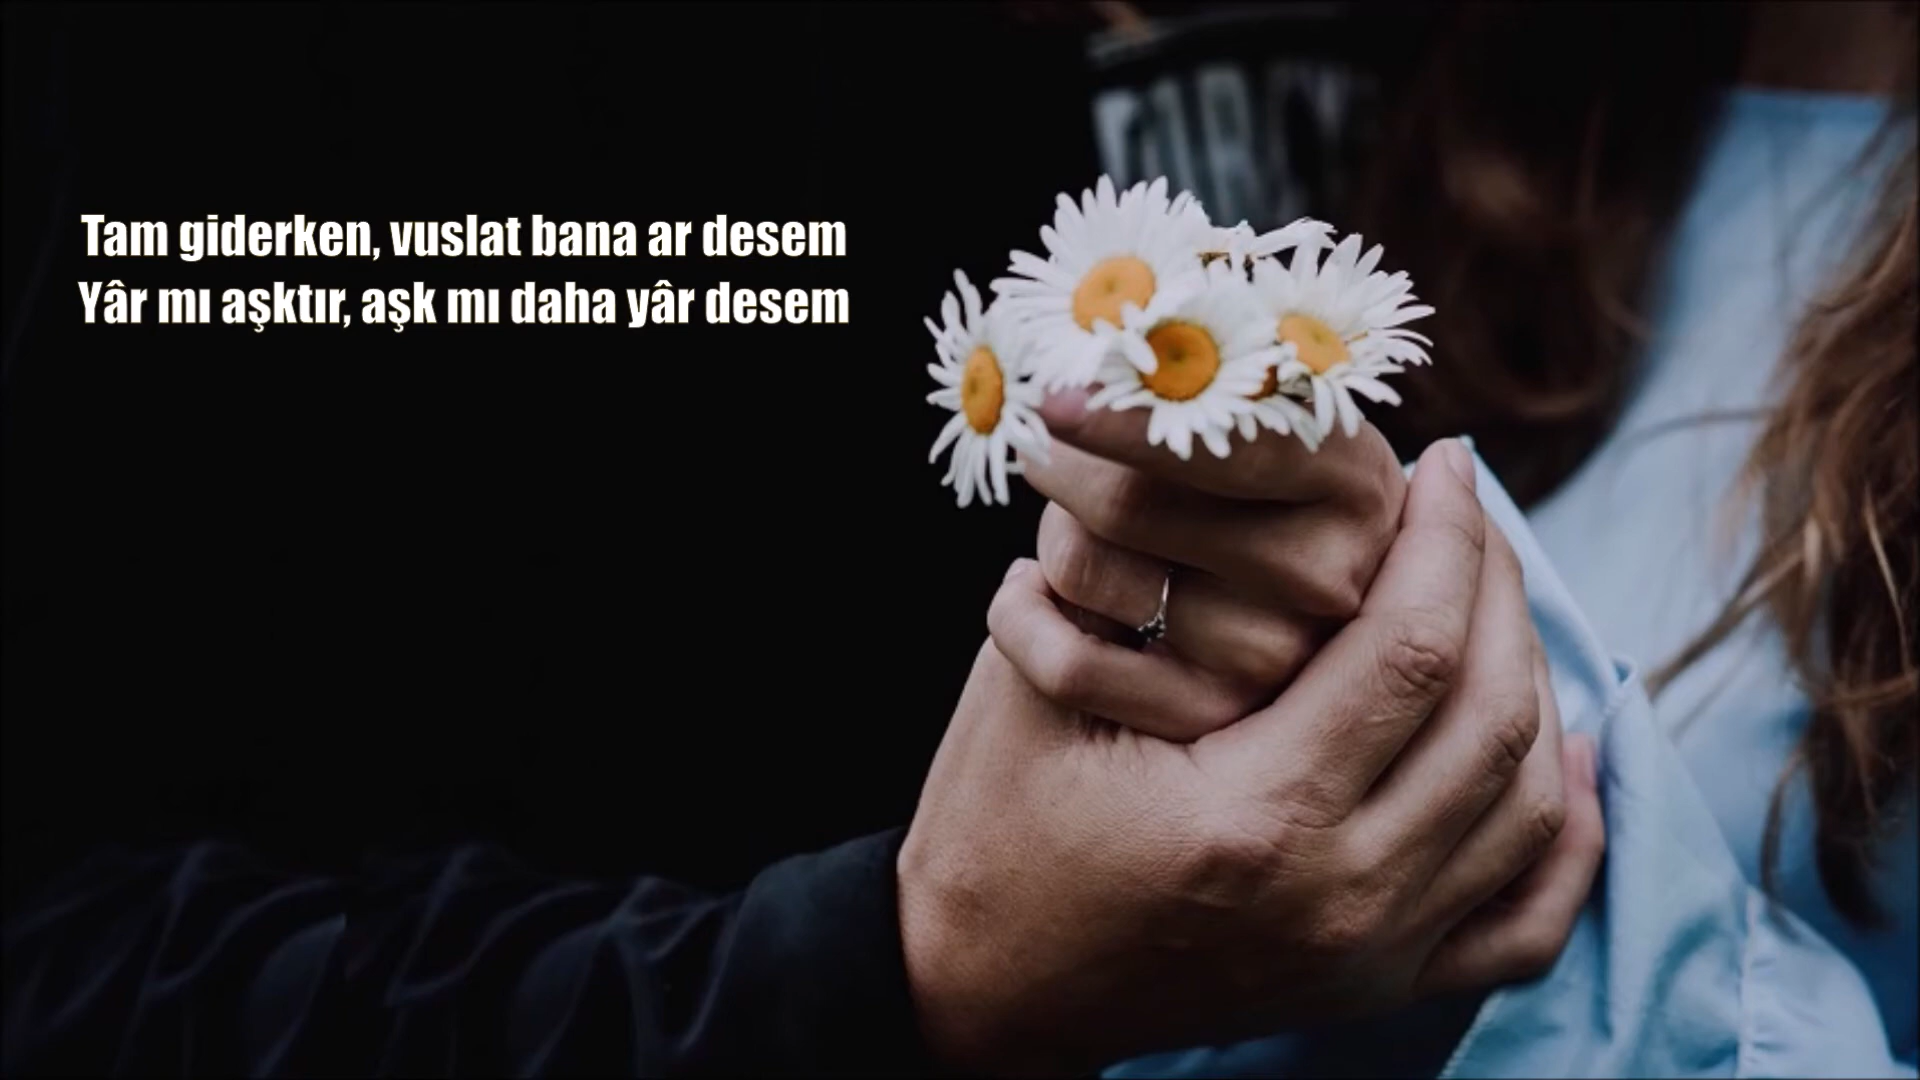 Tam giderken, vuslat bana ar desem
Yâr mı aşktır, aşk mı daha yâr desem